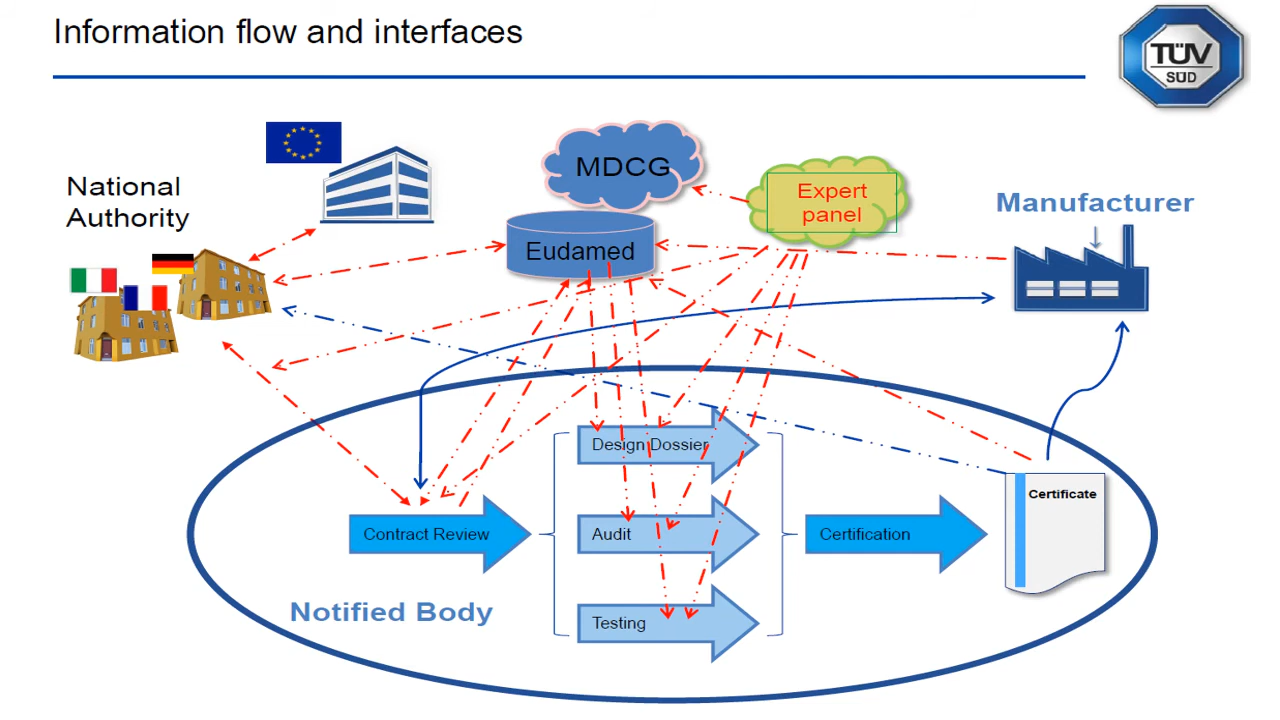 Information flow and interfaces
TÜV
SÜD
National
Authority
MDCG
Expert
panel
Manufacturer
Eudamed
Design Dossier
Certificate
Contract Review
Audit
Certification
Notified Body
Testing